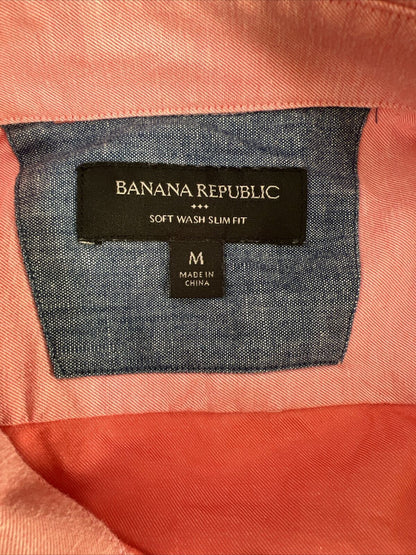 BANANA REPUBLIC
SOFT WASH SLIM FIT
M
MADE IN
CHINA